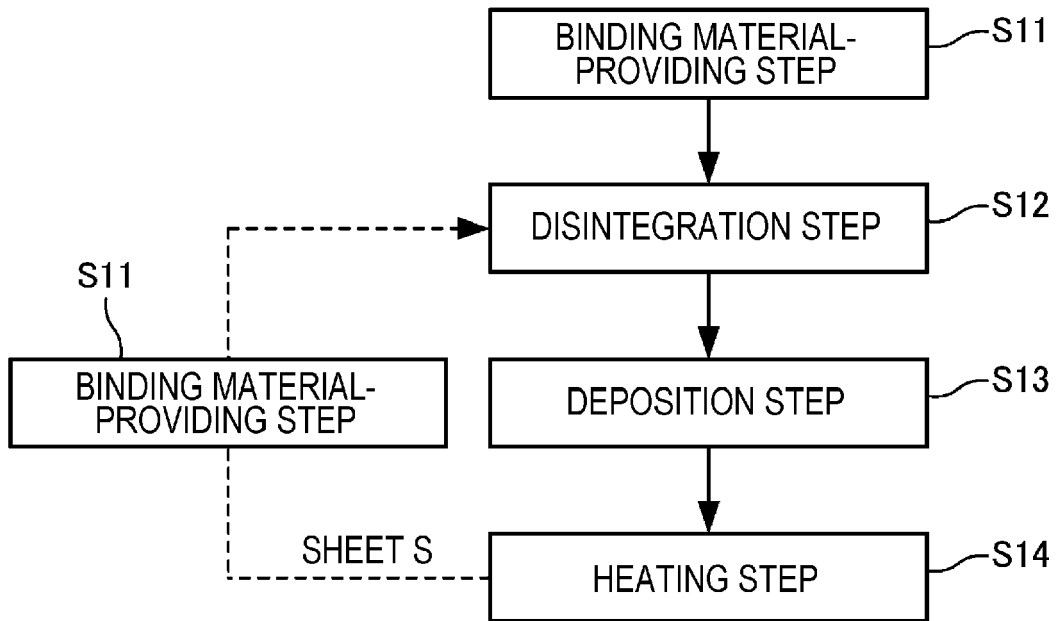 BINDING MATERIAL-
PROVIDING STEP
S11
DISINTEGRATION STEP
S12
S11
BINDING MATERIAL-
PROVIDING STEP
DEPOSITION STEP
S13
SHEET S
HEATING STEP
S14